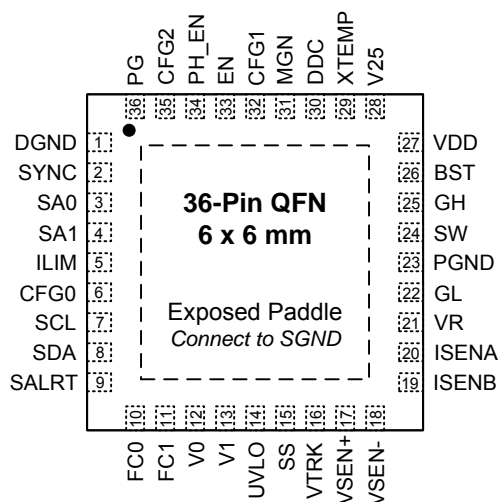 PG
CFG2
PH_EN
EN
CFG1
MGN
DDC
XTEMP
V25
36
35
34
33
32
31
30
29
28
DGND 1
SYNC 2
SA0 3
SA1 4
ILIM 5
CFG0 6
SCL 7
SDA 8
SALRT 9
36-Pin QFN
6 x 6 mm
Exposed Paddle
Connect to SGND
27 VDD
26 BST
25 GH
24 SW
23 PGND
22 GL
21 VR
20 ISENA
19 ISENB
10
11
12
13
14
15
16
17
18
FC0
FC1
V0
V1
UVLO
SS
VTRK
VSEN+
VSEN-